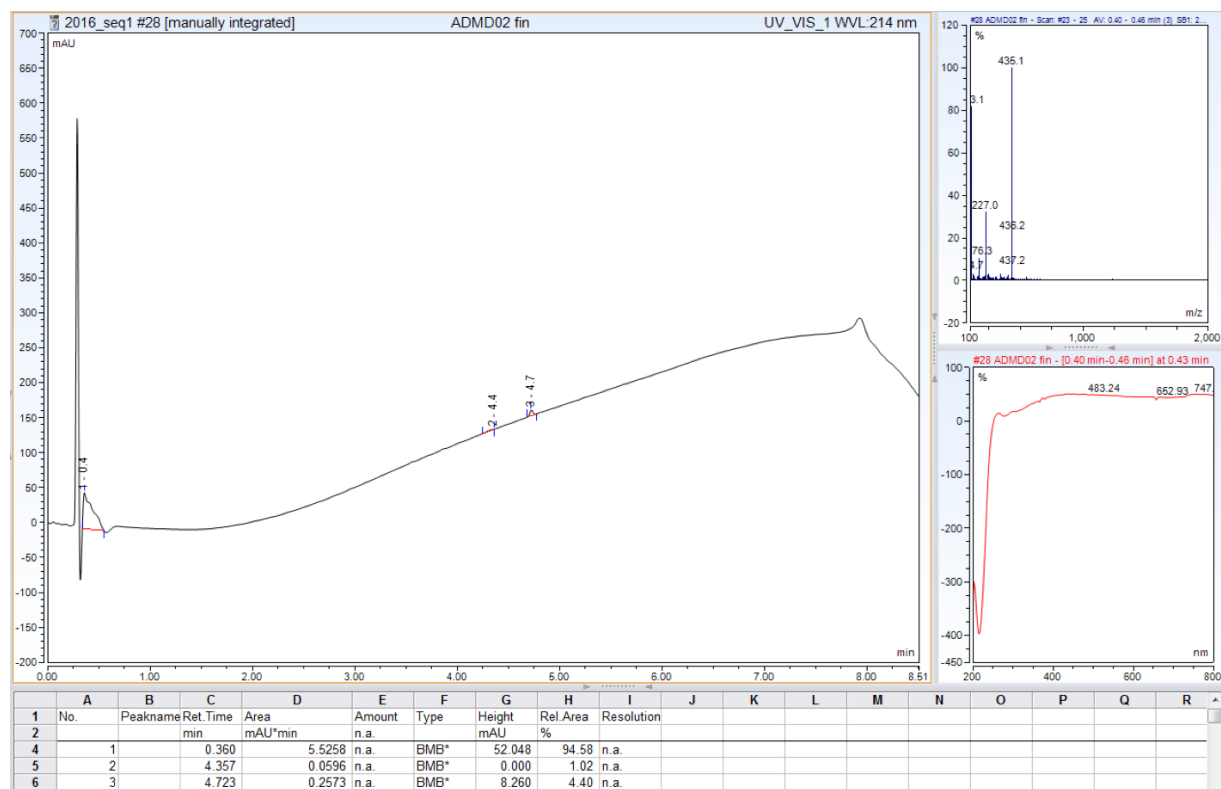 2016_seq1 #28 [manually integrated] ADMD02 fin UV_VIS_1 WVL:214 nm
700
mAU
650
600
550
500
450
400
350
300
250
200
150
100
50
0
-50
-100
-150
-200
1 - 0.4
2 - 4.4
3 - 4.7
min
0.00 1.00 2.00 3.00 4.00 5.00 6.00 7.00 8.51
#28 ADMD02 fin - Scan: #23 - 25 AV: 0.40 - 0.46 min (3) SB1: 2...
120
%
100
80
60
40
20
0
-20
435.1
3.1
227.0
436.2
76.3
437.2
m/z
100 1,000 2,000
#28 ADMD02 fin - [0.40 min-0.46 min] at 0.43 min
100
%
0
-100
-200
-300
-400
-450
483.24 652.93 747.
nm
200 300 400 500 600 700 800
A B C D E F G H I J K L M N O P Q R
1 No. Peakname Ret.Time Area Amount Type Height Rel.Area Resolution
2 min mAU*min n.a. mAU %
4 1 0.360 5.5258 n.a. BMB* 52.048 94.58 n.a.
5 2 4.357 0.0596 n.a. BMB* 0.000 1.02 n.a.
6 3 4.723 0.2573 n.a. BMB* 8.260 4.40 n.a.